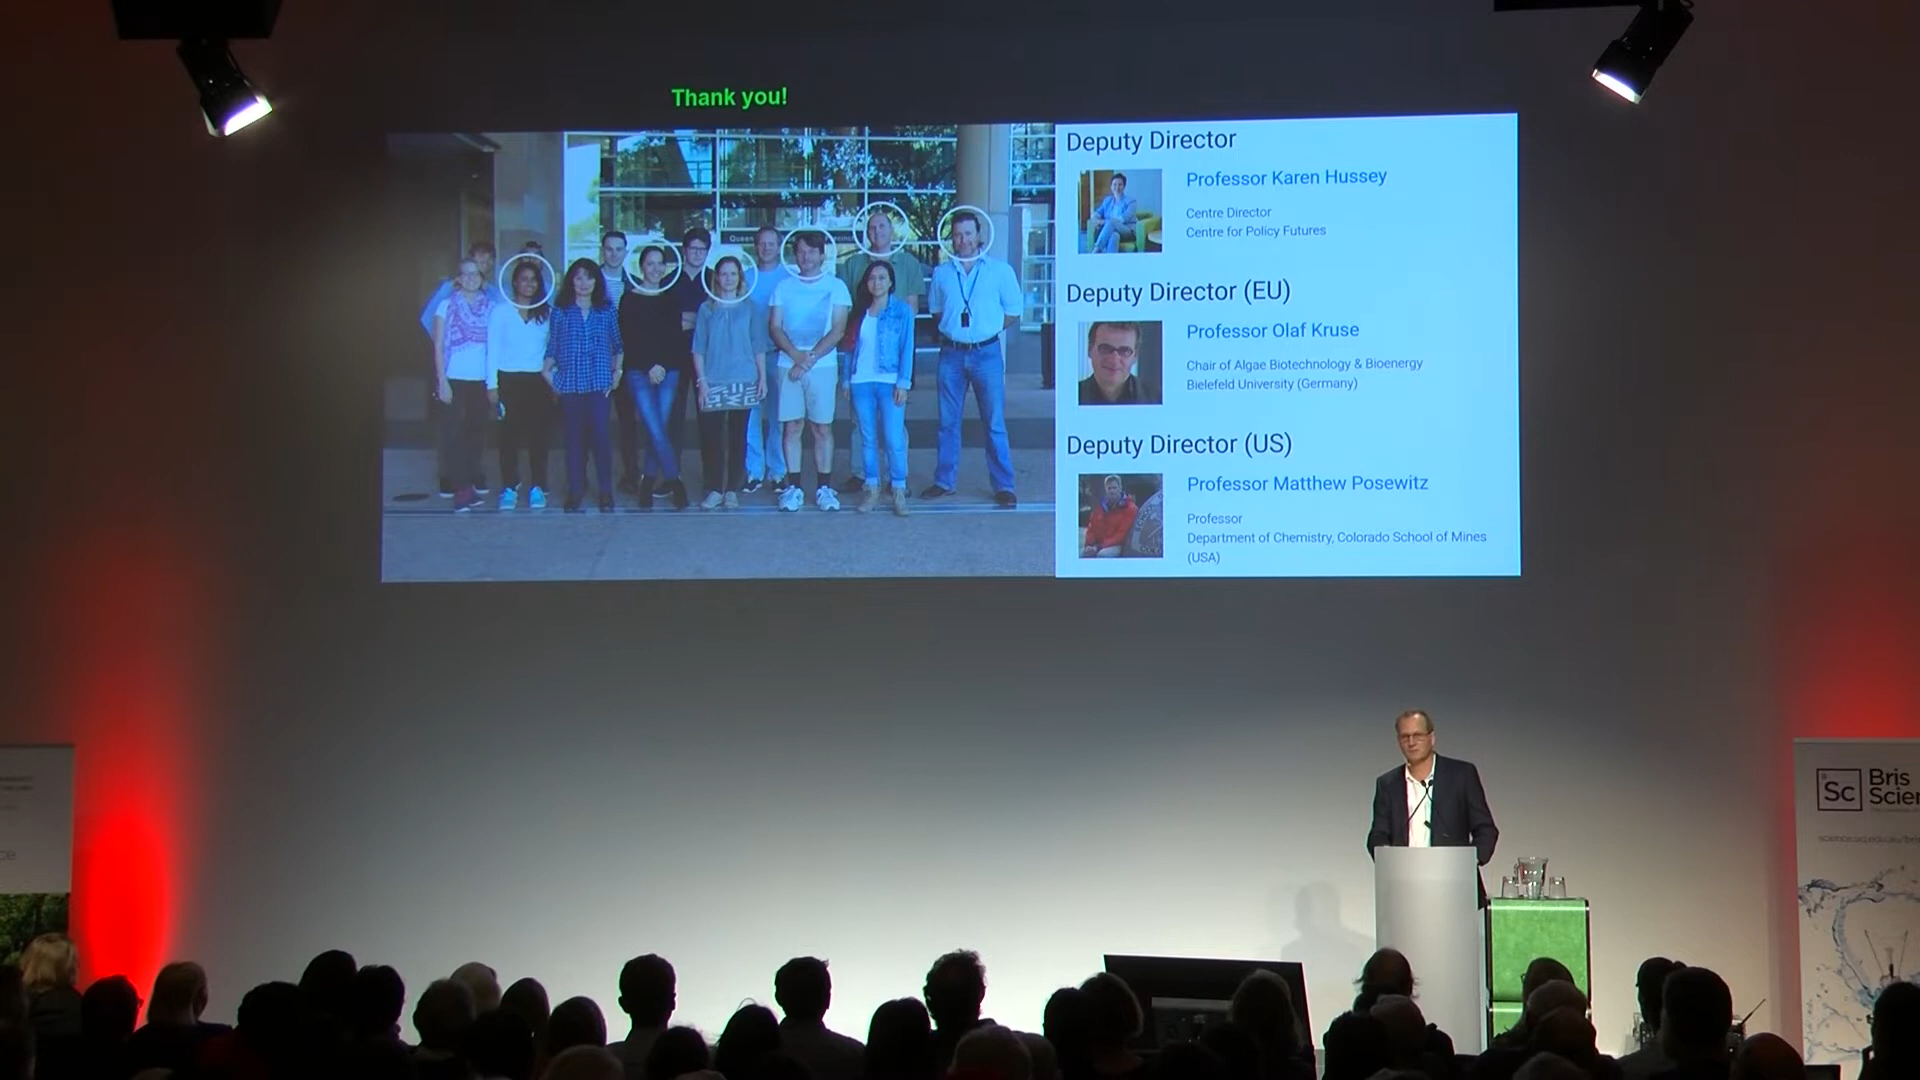 Thank you!
Queen
Deputy Director
Professor Karen Hussey
Centre Director
Centre for Policy Futures
Deputy Director (EU)
Professor Olaf Kruse
Chair of Algae Biotechnology & Bioenergy
Bielefeld University (Germany)
Deputy Director (US)
Professor Matthew Posewitz
Professor
Department of Chemistry, Colorado School of Mines
(USA)
Sc
Bris
Scien